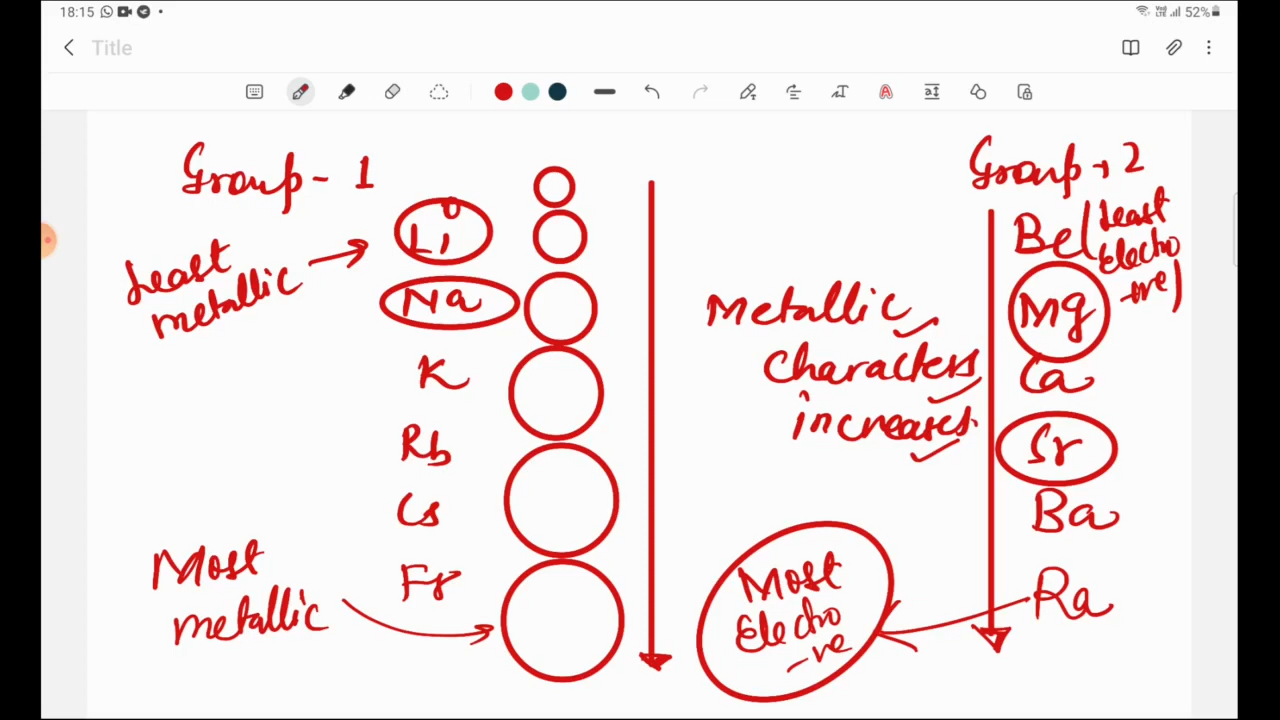 18:15
VoLTE 52%
Title
Group - 1
Li
Least
metallic
Na
K
Rb
Cs
Fr
Most
metallic
Metallic
characters
increases.
Most
Electro
-ve
Group - 2
Be (Least
Electro
-ve)
Mg
Ca
Sr
Ba
Ra